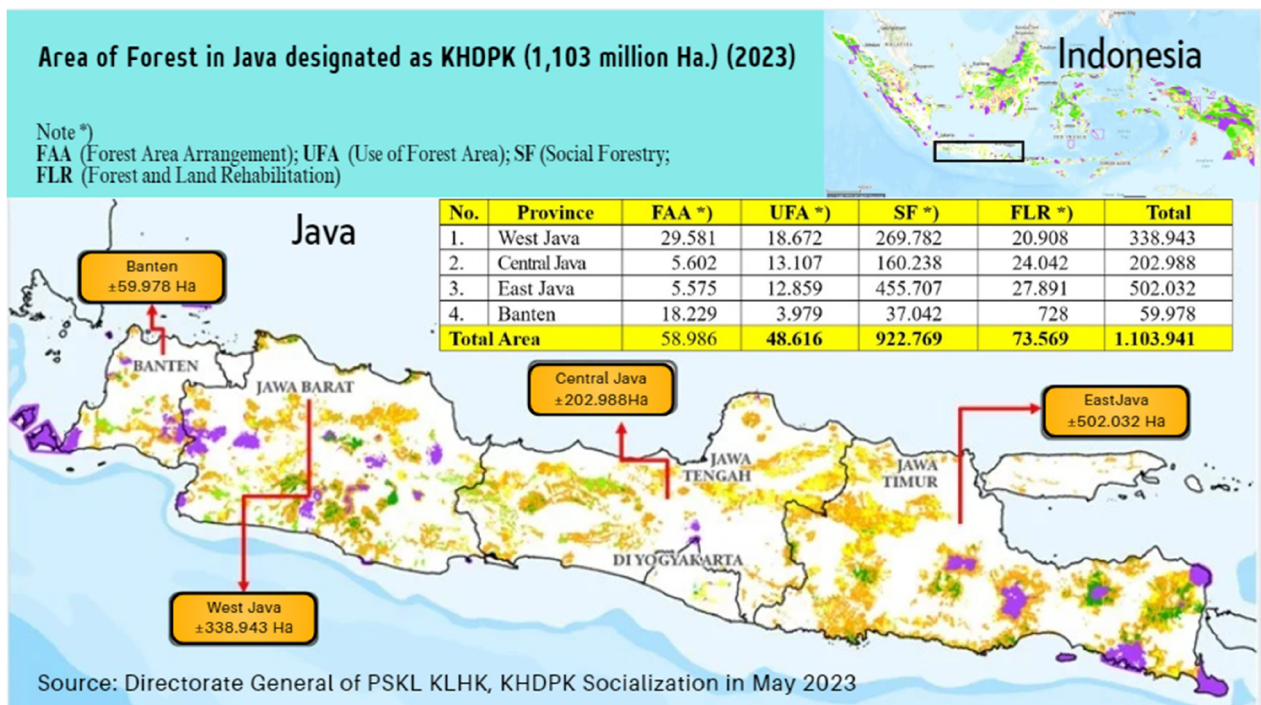 Area of Forest in Java designated as KHDPK (1,103 million Ha.) (2023)
Indonesia
Note *)
FAA (Forest Area Arrangement); UFA (Use of Forest Area); SF (Social Forestry;
FLR (Forest and Land Rehabilitation)
Java
No. Province FAA *) UFA *) SF *) FLR *) Total
1. West Java 29.581 18.672 269.782 20.908 338.943
2. Central Java 5.602 13.107 160.238 24.042 202.988
3. East Java 5.575 12.859 455.707 27.891 502.032
4. Banten 18.229 3.979 37.042 728 59.978
Total Area 58.986 48.616 922.769 73.569 1.103.941
Banten
±59.978 Ha
BANTEN
JAWA BARAT
Central Java
±202.988Ha
EastJava
±502.032 Ha
JAWA
TENGAH
JAWA
TIMUR
DI YOGYAKARTA
West Java
±338.943 Ha
Source: Directorate General of PSKL KLHK, KHDPK Socialization in May 2023